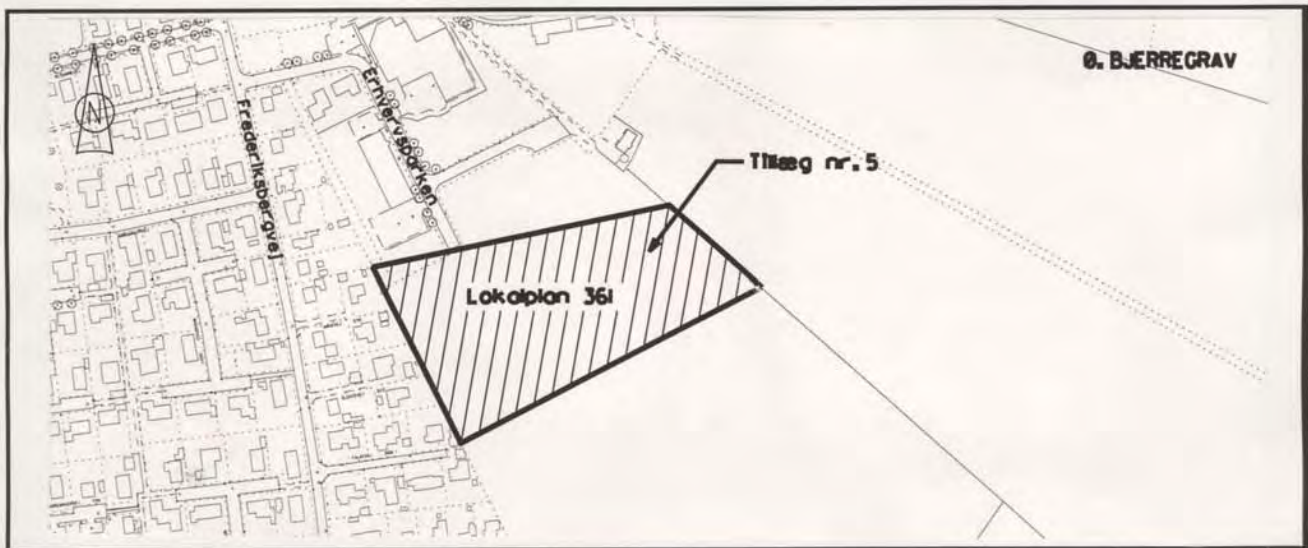 Ø. BJERREGRAV
N
Erhvervsparken
Frederiksbergvej
Tillæg nr. 5
Lokalplan 361